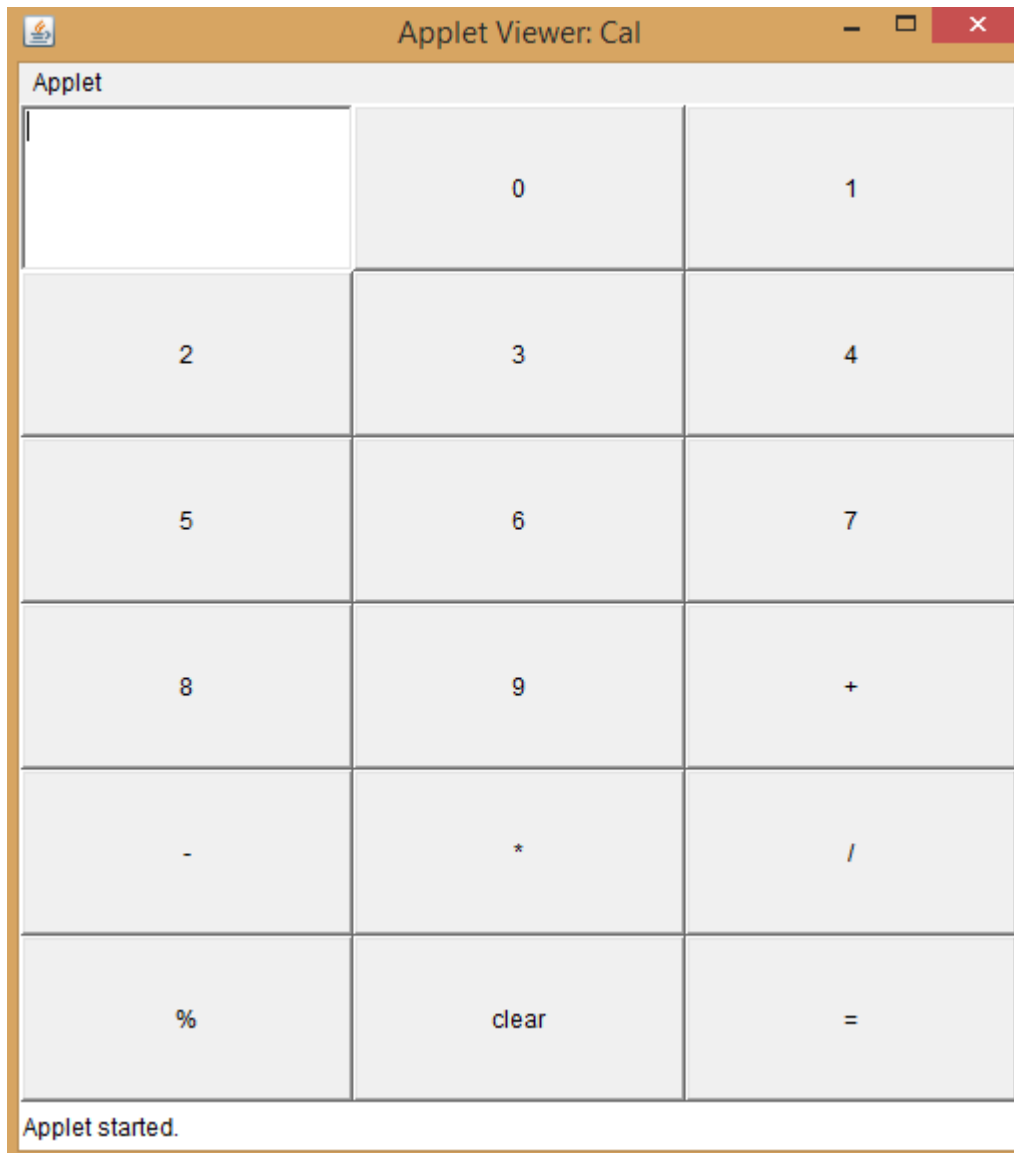 Applet Viewer: Cal
Applet
0 1
2 3 4
5 6 7
8 9 +
- * /
% clear =
Applet started.